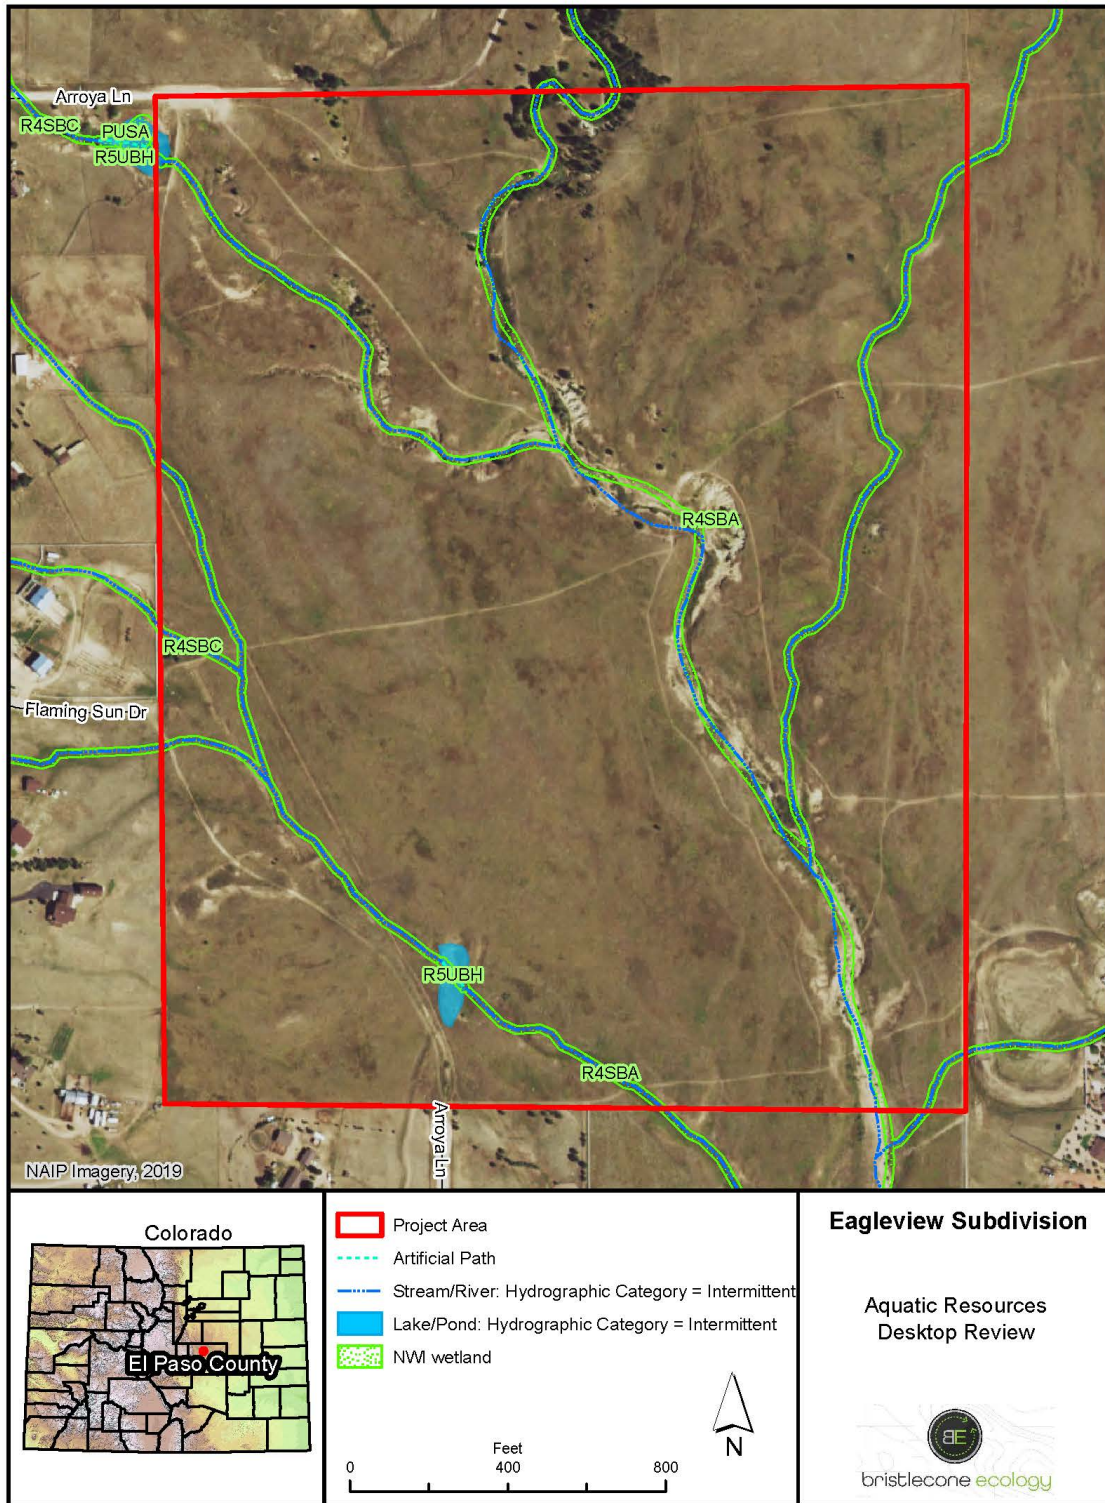 Arroya Ln
R4SBC
PUSA
R5UBH
R4SBA
R4SBC
Flaming Sun Dr
R5UBH
R4SBA
Arroya Ln
NAIP Imagery, 2019
Colorado
El Paso County
Project Area
Artificial Path
Stream/River: Hydrographic Category = Intermittent
Lake/Pond: Hydrographic Category = Intermittent
NWI wetland
N
Feet
0 400 800
Eagleview Subdivision
Aquatic Resources
Desktop Review
BE
bristlecone ecology